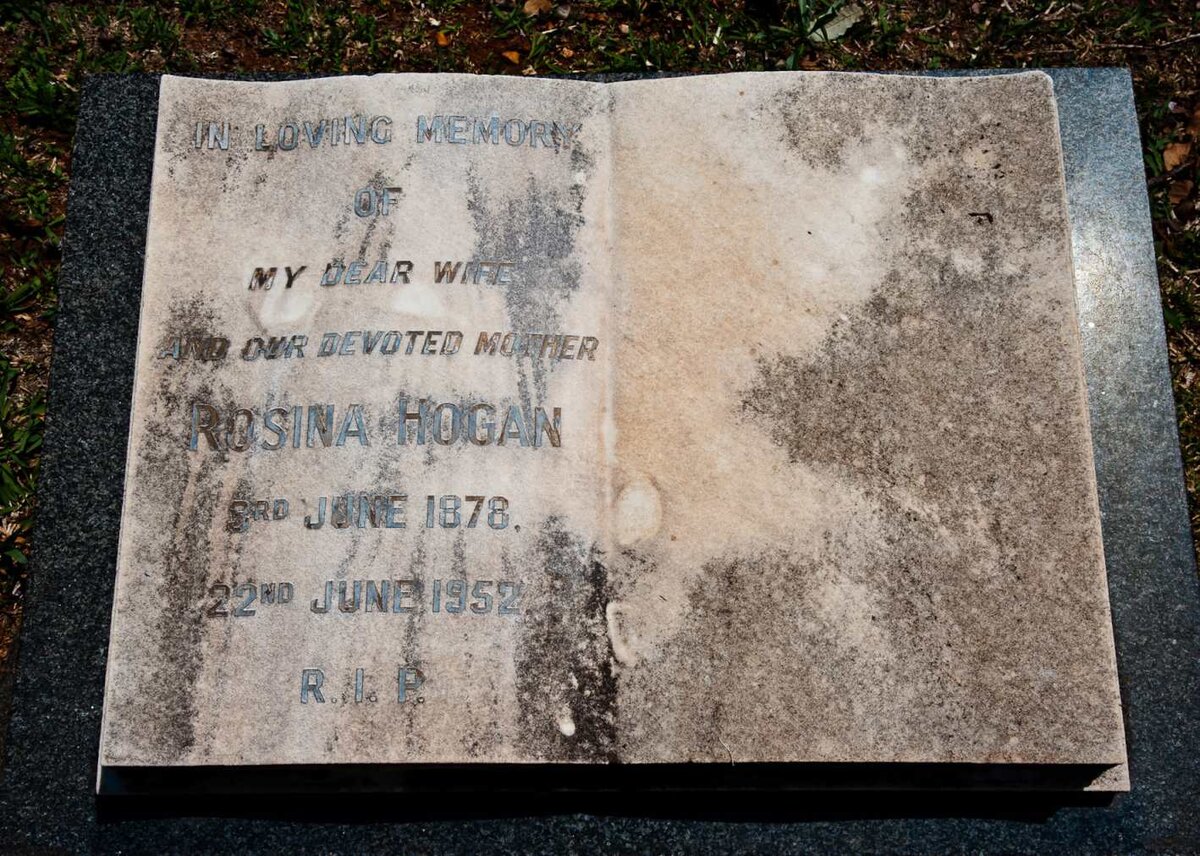 IN LOVING MEMORY
OF
MY DEAR WIFE
AND OUR DEVOTED MOTHER
ROSINA HOGAN
3RD JUNE 1878.
22ND JUNE 1952
R.I.P.